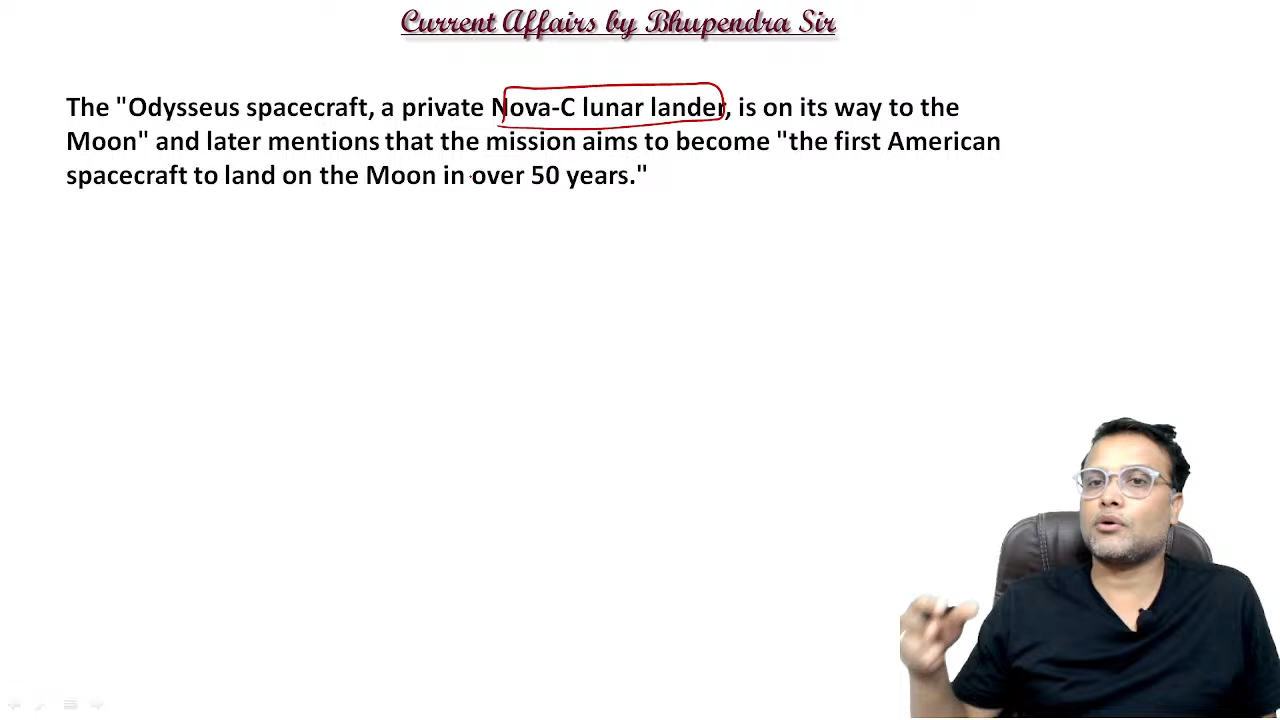 Current Affairs by Bhupendra Sir
The "Odysseus spacecraft, a private Nova-C lunar lander, is on its way to the
Moon" and later mentions that the mission aims to become "the first American
spacecraft to land on the Moon in over 50 years."